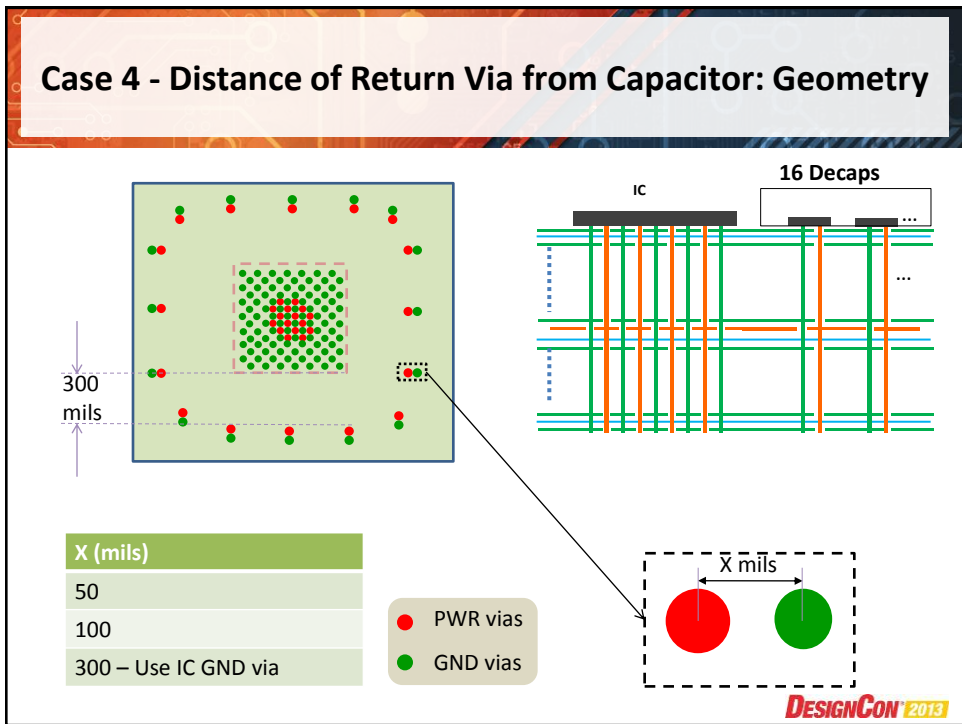 Case 4 - Distance of Return Via from Capacitor: Geometry
300
mils
IC
16 Decaps
...
...
X (mils)
50
100
300 – Use IC GND via
PWR vias
GND vias
X mils
DESIGNCON 2013